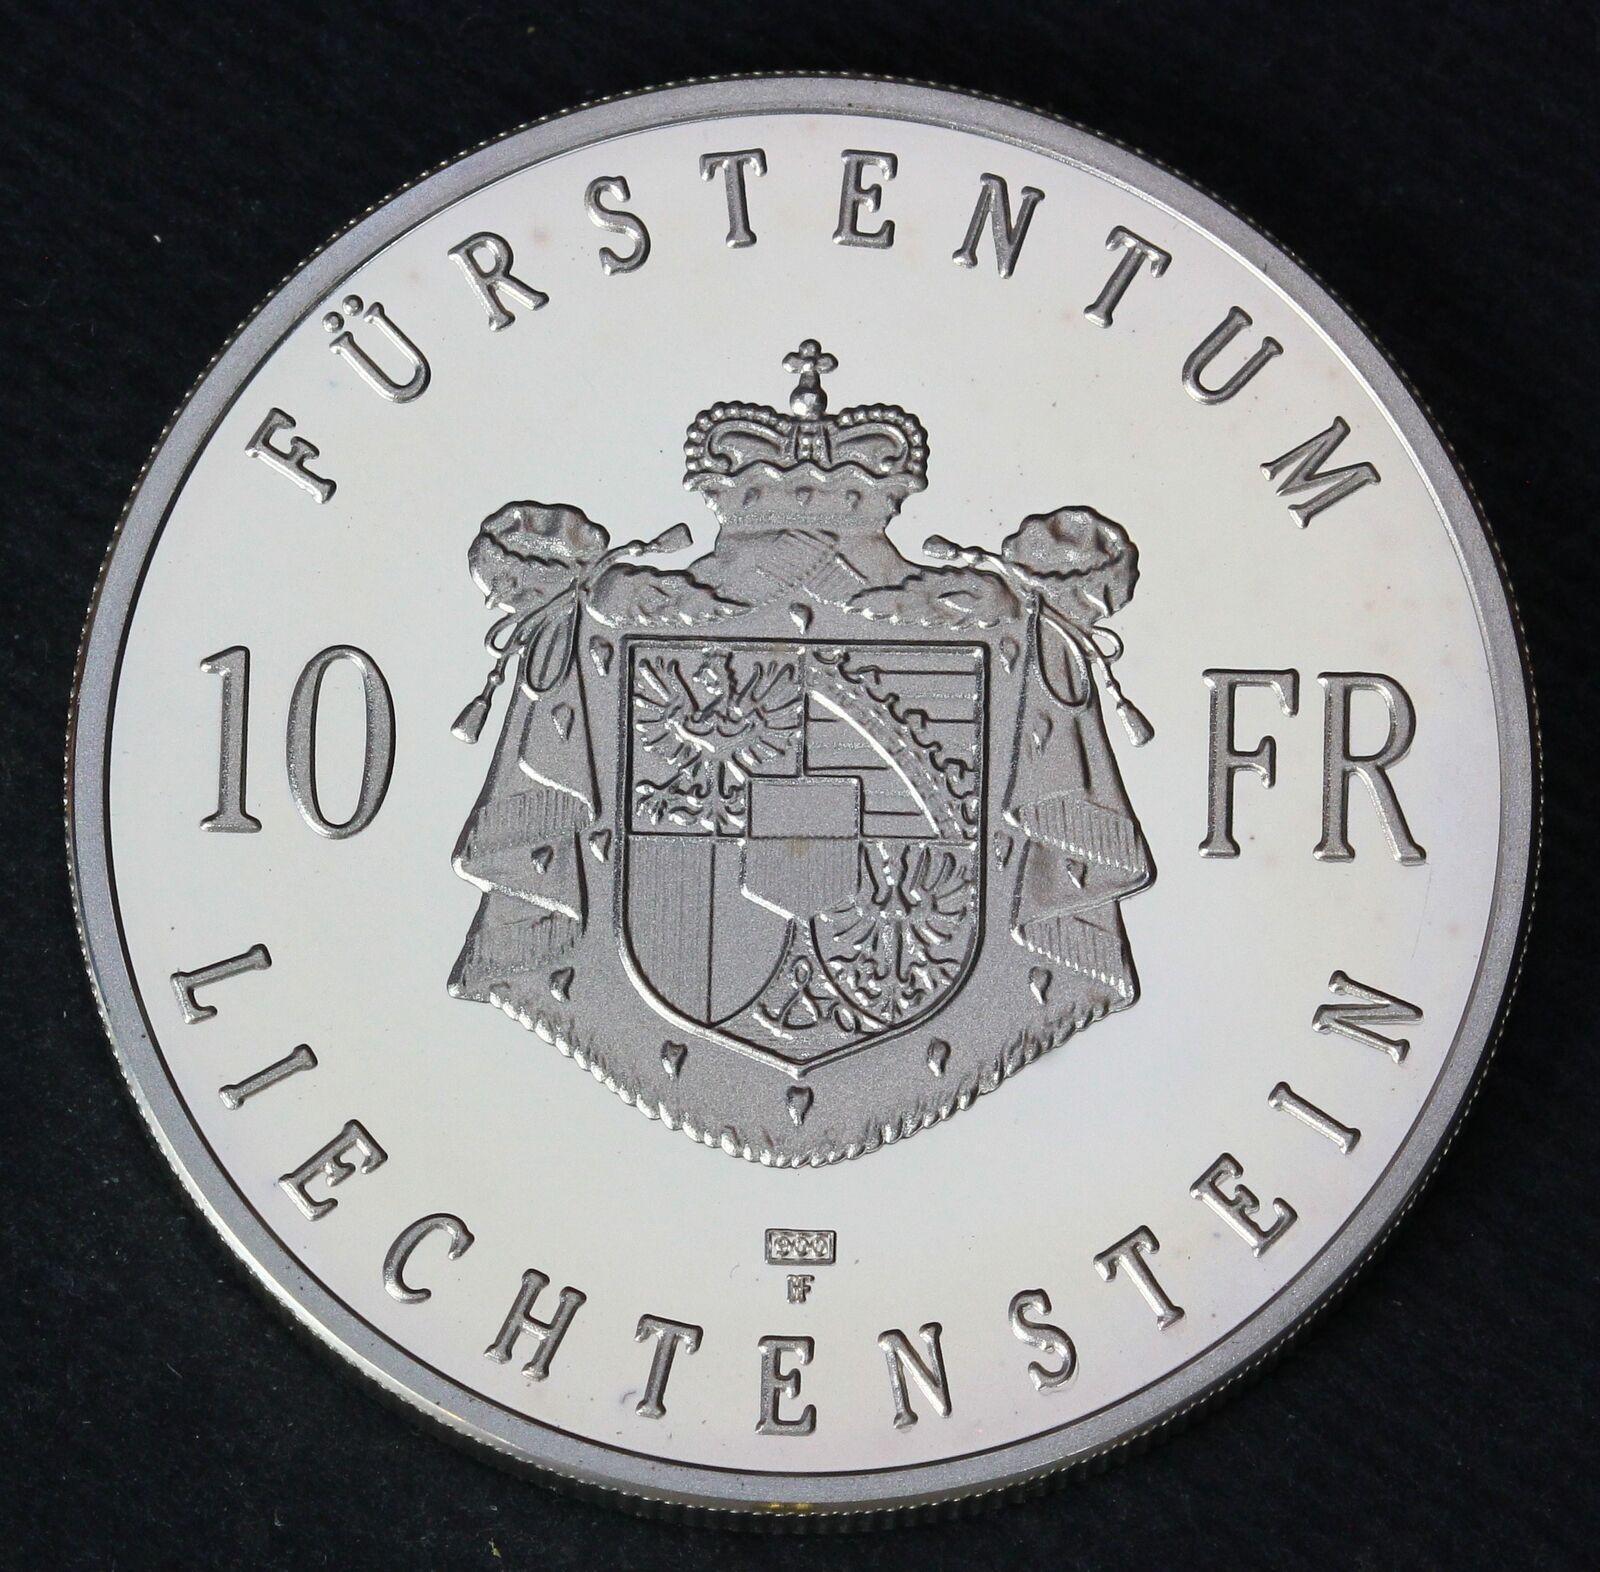 FÜRSTENTUM
10 FR
LIECHTENSTEIN
900
HF